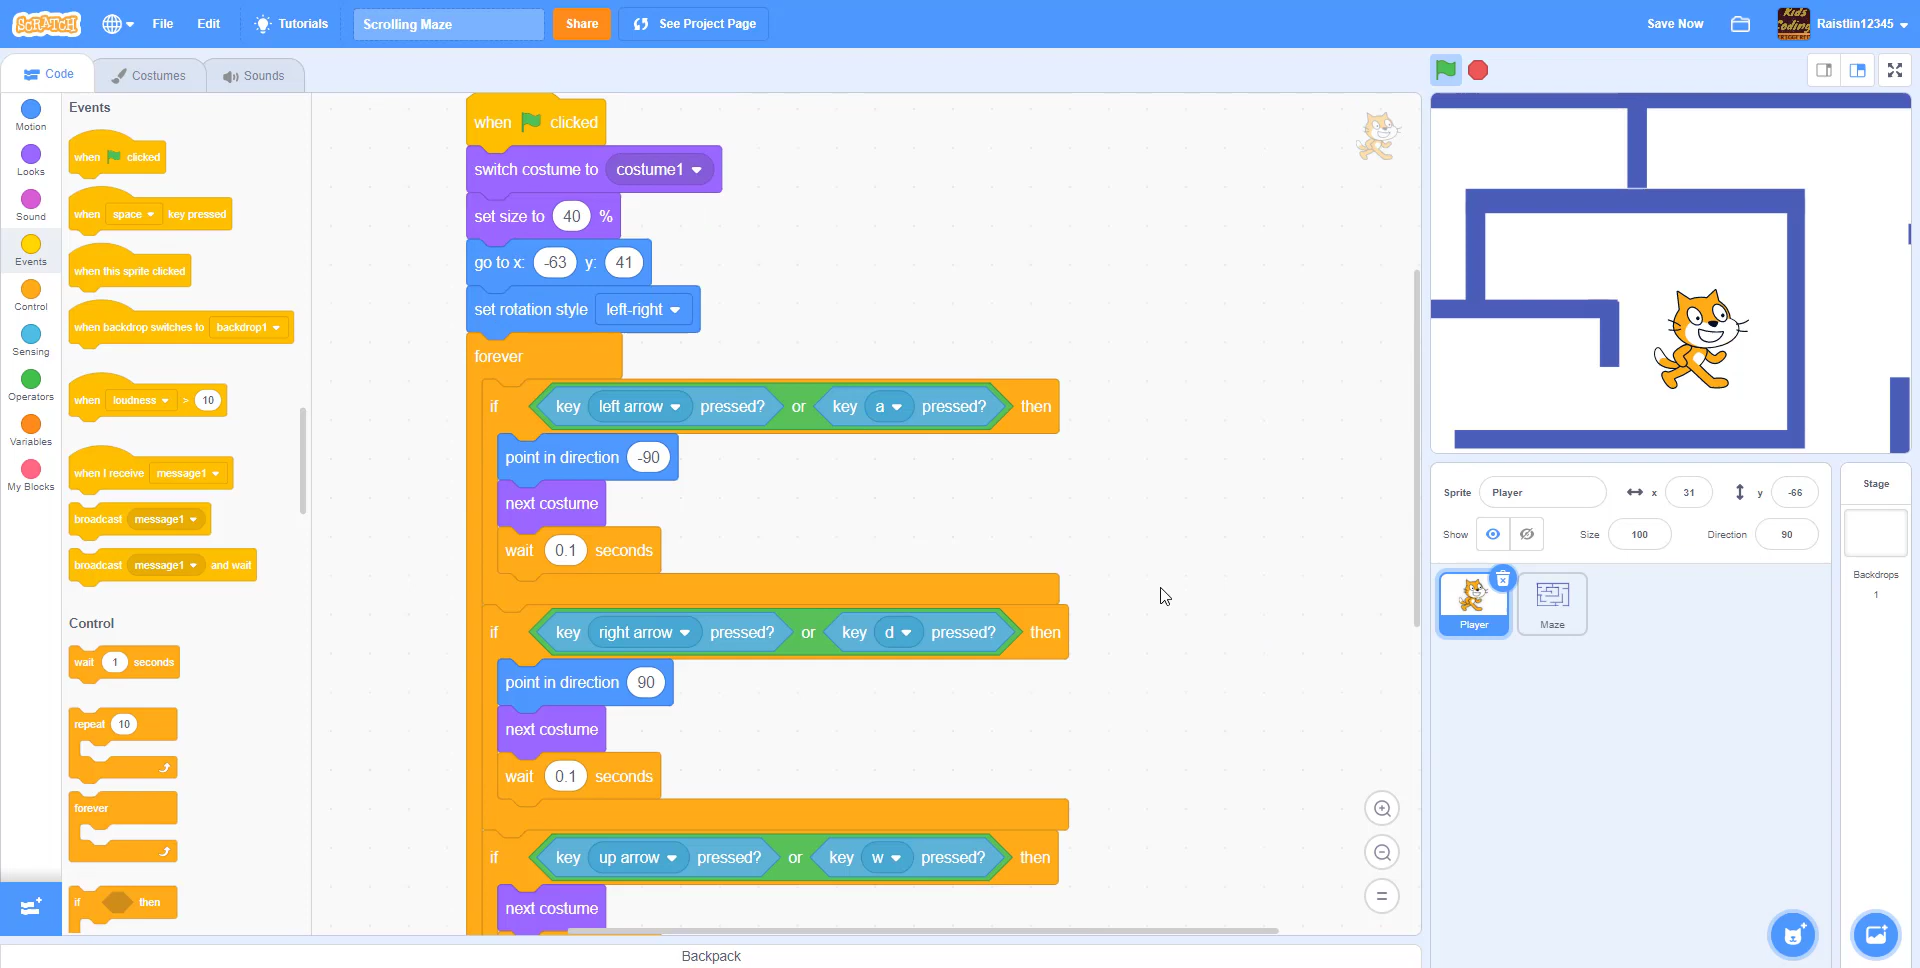 SCRATCH File Edit Tutorials Scrolling Maze Share See Project Page Save Now Raistlin12345
Code Costumes Sounds
Motion
Looks
Sound
Events
Control
Sensing
Operators
Variables
My Blocks
Events
when clicked
when space key pressed
when this sprite clicked
when backdrop switches to backdrop1
when loudness > 10
when I receive message1
broadcast message1
broadcast message1 and wait
Control
wait 1 seconds
repeat 10
forever
if then
when clicked
switch costume to costume1
set size to 40 %
go to x: -63 y: 41
set rotation style left-right
forever
if key left arrow pressed? or key a pressed? then
point in direction -90
next costume
wait 0.1 seconds
if key right arrow pressed? or key d pressed? then
point in direction 90
next costume
wait 0.1 seconds
if key up arrow pressed? or key w pressed? then
next costume
Backpack
Sprite Player x 31 y -66
Show Size 100 Direction 90
Player
Maze
Stage
Backdrops
1